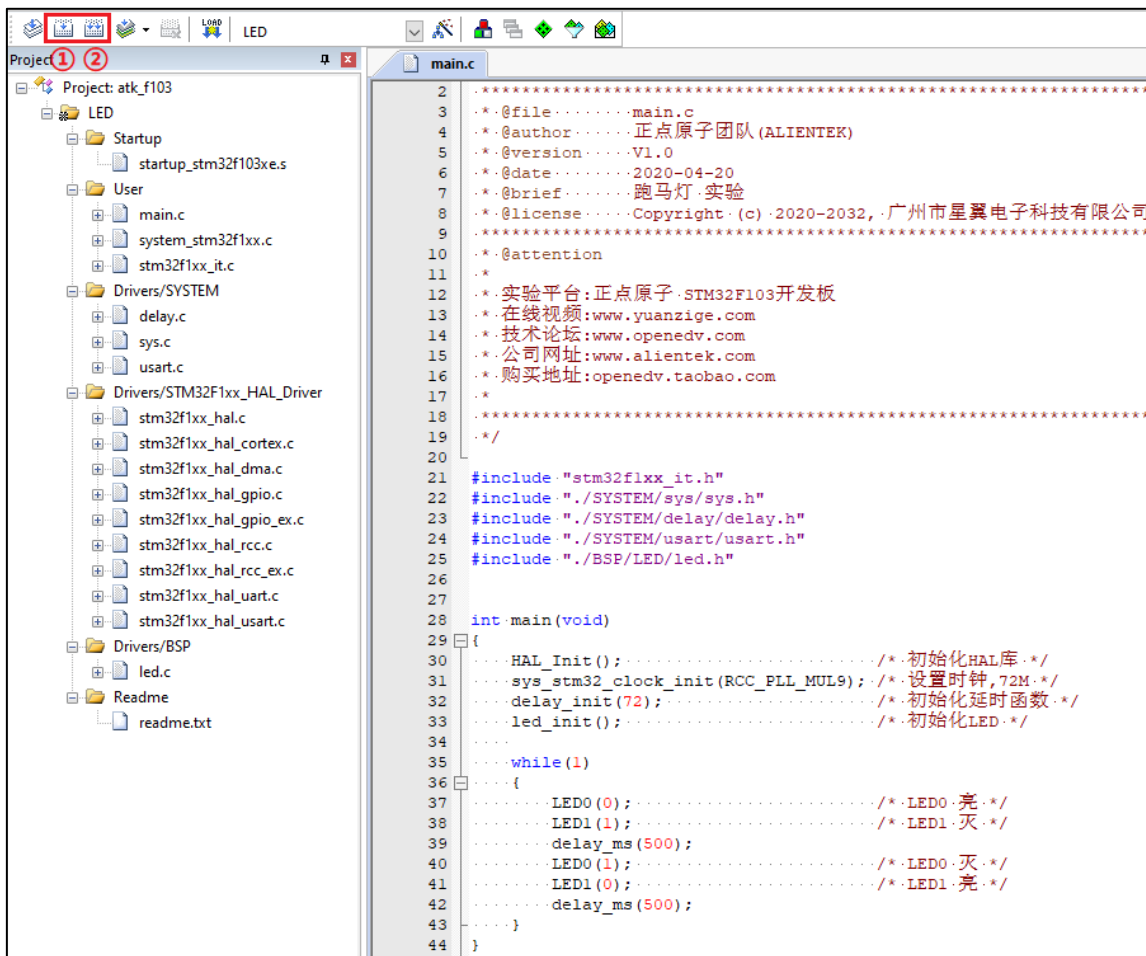 LOAD
LED
① ②
Project
Project: atk_f103
LED
Startup
startup_stm32f103xe.s
User
main.c
system_stm32f1xx.c
stm32f1xx_it.c
Drivers/SYSTEM
delay.c
sys.c
usart.c
Drivers/STM32F1xx_HAL_Driver
stm32f1xx_hal.c
stm32f1xx_hal_cortex.c
stm32f1xx_hal_dma.c
stm32f1xx_hal_gpio.c
stm32f1xx_hal_gpio_ex.c
stm32f1xx_hal_rcc.c
stm32f1xx_hal_rcc_ex.c
stm32f1xx_hal_uart.c
stm32f1xx_hal_usart.c
Drivers/BSP
led.c
Readme
readme.txt
main.c
2 ****************************************************************
3 * @file main.c
4 * @author 正点原子团队(ALIENTEK)
5 * @version V1.0
6 * @date 2020-04-20
7 * @brief 跑马灯 实验
8 * @license Copyright (c) 2020-2032, 广州市星翼电子科技有限公司
9 ****************************************************************
10 * @attention
11 *
12 * 实验平台:正点原子 STM32F103开发板
13 * 在线视频:www.yuanzige.com
14 * 技术论坛:www.openedv.com
15 * 公司网址:www.alientek.com
16 * 购买地址:openedv.taobao.com
17 *
18 ****************************************************************
19 */
20
21 #include "stm32f1xx_it.h"
22 #include "./SYSTEM/sys/sys.h"
23 #include "./SYSTEM/delay/delay.h"
24 #include "./SYSTEM/usart/usart.h"
25 #include "./BSP/LED/led.h"
26
27
28 int main(void)
29 {
30 HAL_Init(); /* 初始化HAL库 */
31 sys_stm32_clock_init(RCC_PLL_MUL9); /* 设置时钟,72M */
32 delay_init(72); /* 初始化延时函数 */
33 led_init(); /* 初始化LED */
34
35 while(1)
36 {
37 LED0(0); /* LED0 亮 */
38 LED1(1); /* LED1 灭 */
39 delay_ms(500);
40 LED0(1); /* LED0 灭 */
41 LED1(0); /* LED1 亮 */
42 delay_ms(500);
43 }
44 }